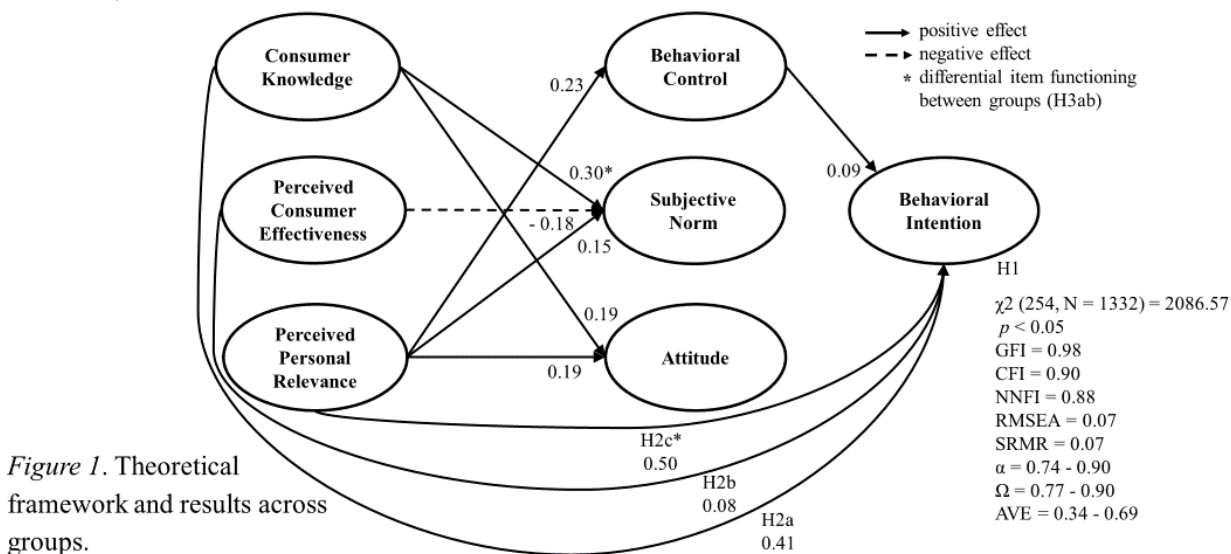 Consumer
Knowledge
Behavioral
Control
positive effect
negative effect
* differential item functioning
between groups (H3ab)
0.23
0.30*
0.09
Perceived
Consumer
Effectiveness
Subjective
Norm
Behavioral
Intention
- 0.18
0.15
H1
0.19
Perceived
Personal
Relevance
Attitude
0.19
χ2 (254, N = 1332) = 2086.57
p < 0.05
GFI = 0.98
CFI = 0.90
NNFI = 0.88
RMSEA = 0.07
SRMR = 0.07
α = 0.74 - 0.90
Ω = 0.77 - 0.90
AVE = 0.34 - 0.69
H2c*
0.50
H2b
0.08
H2a
0.41
Figure 1. Theoretical
framework and results across
groups.